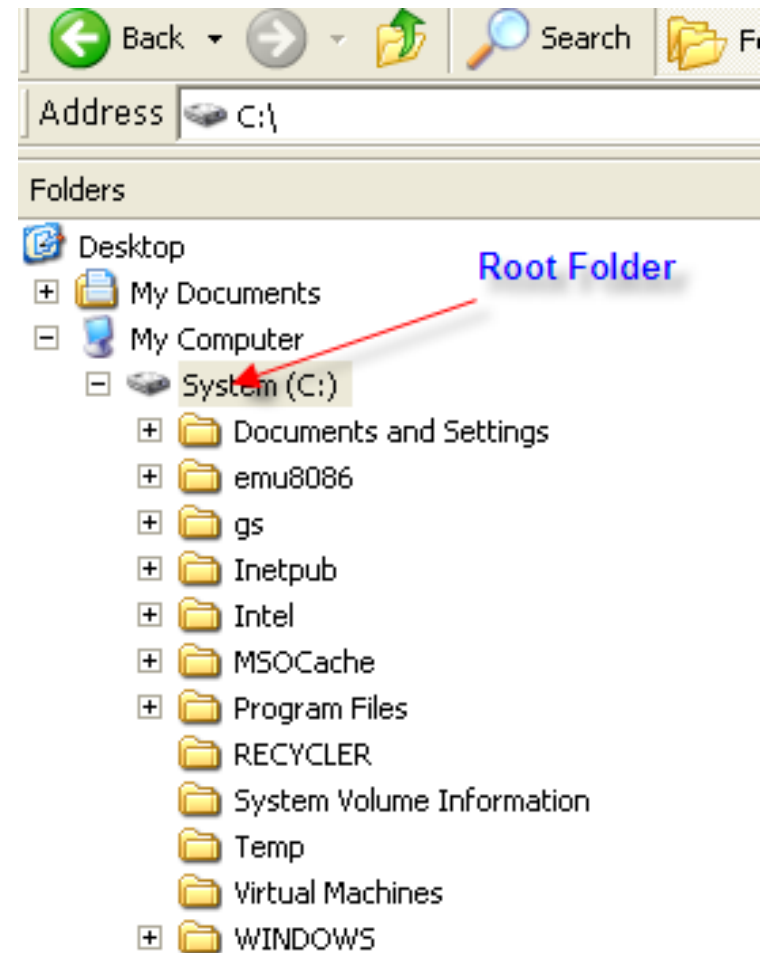 Back Search F
Address C:\
Folders
Desktop
Root Folder
My Documents
My Computer
System (C:)
Documents and Settings
emu8086
gs
Inetpub
Intel
MSOCache
Program Files
RECYCLER
System Volume Information
Temp
Virtual Machines
WINDOWS